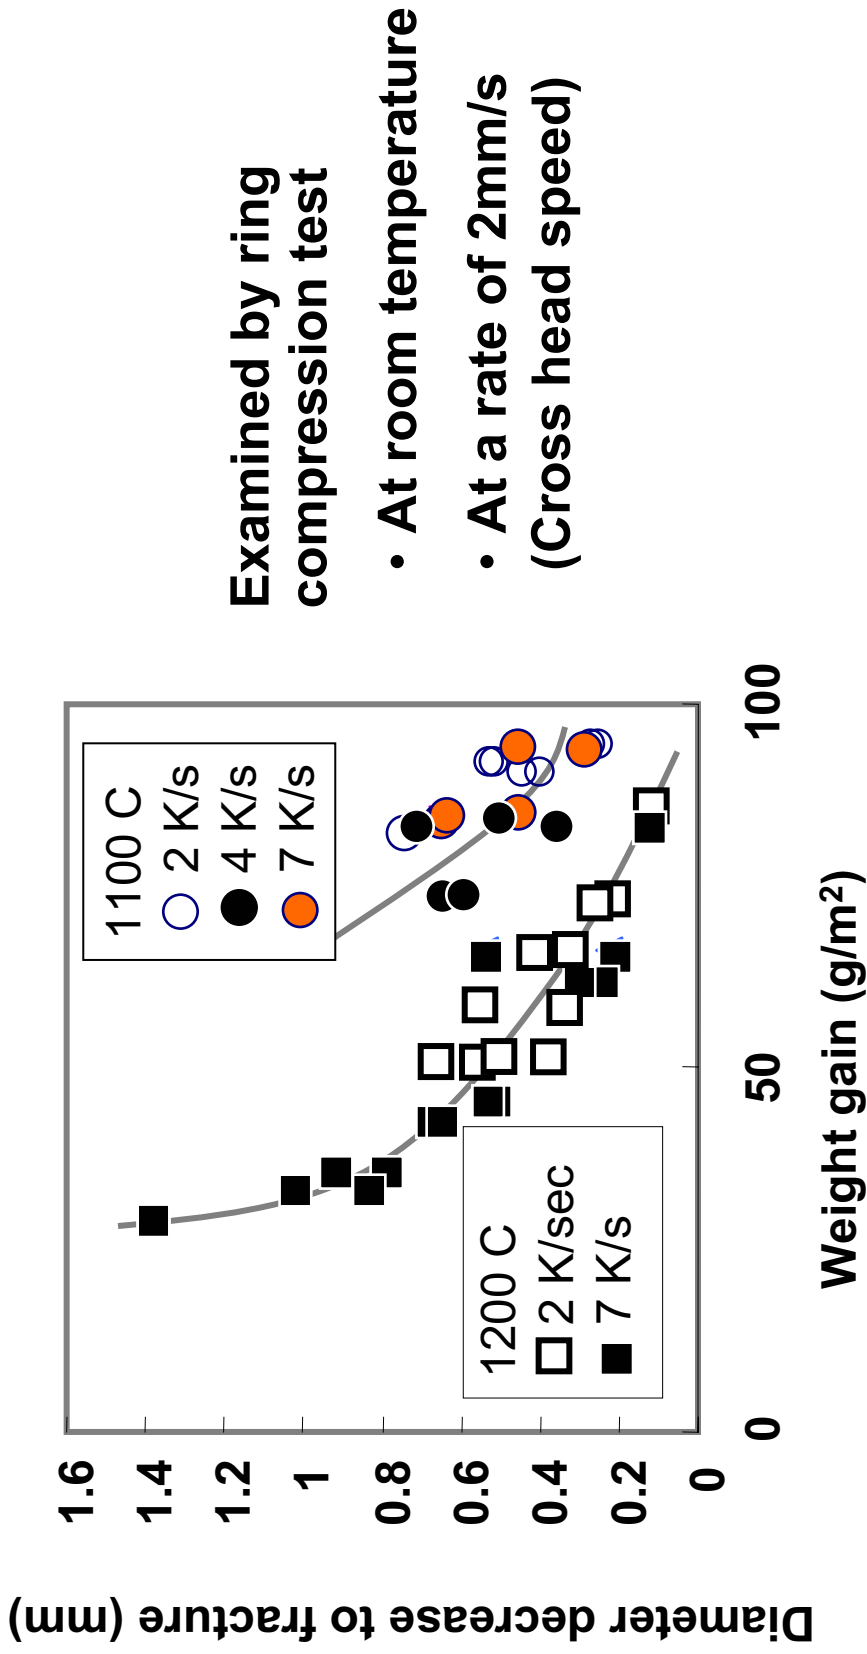 Diameter decrease to fracture (mm)
1.6
1.4
1.2
1
0.8
0.6
0.4
0.2
0
0
50
100
Weight gain (g/m²)
1100 C
2 K/s
4 K/s
7 K/s
1200 C
2 K/sec
7 K/s
Examined by ring
compression test
• At room temperature
• At a rate of 2mm/s
(Cross head speed)